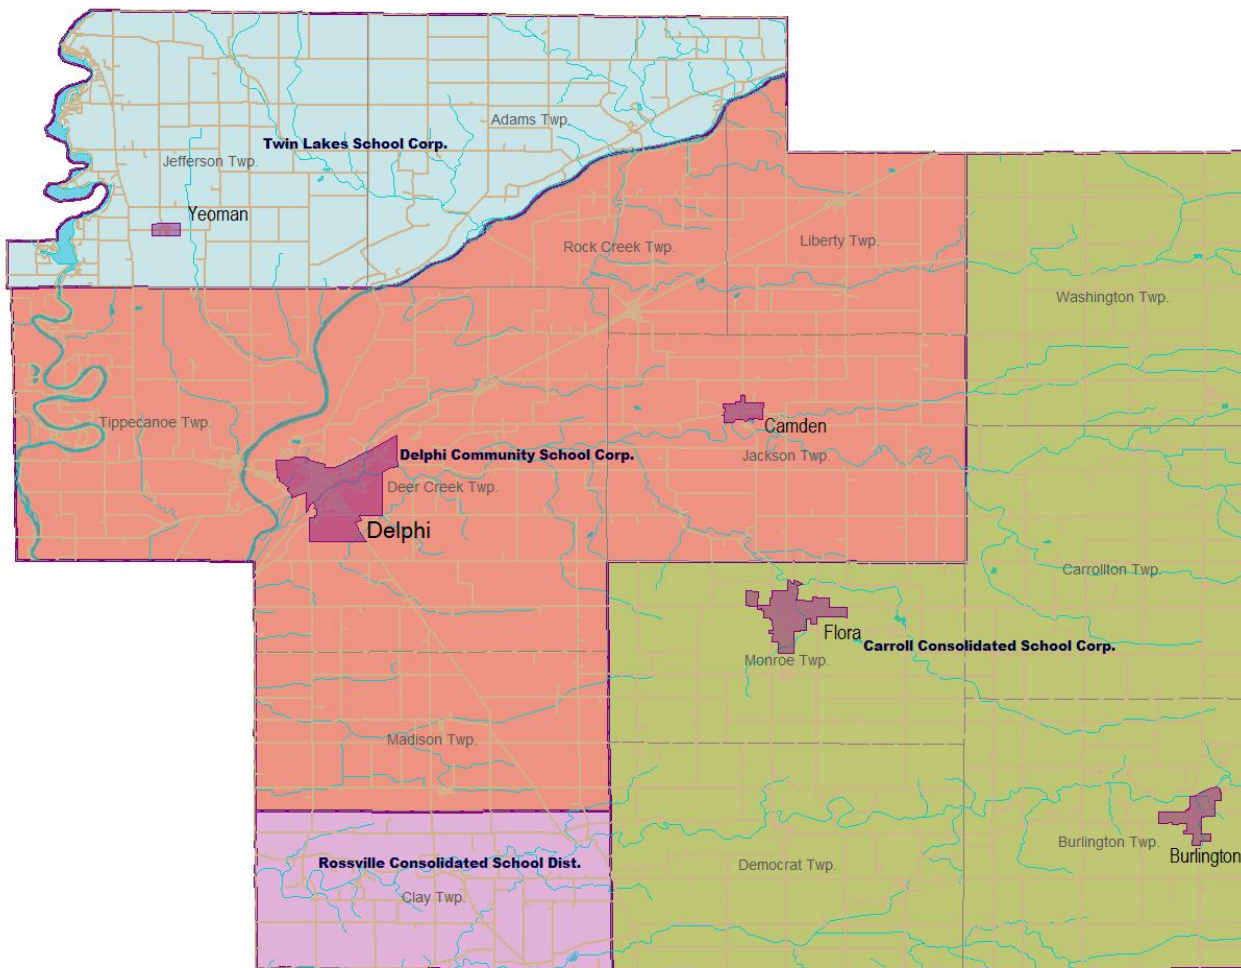 Adams Twp.
Twin Lakes School Corp.
Jefferson Twp.
Yeoman
Rock Creek Twp.
Liberty Twp.
Washington Twp.
Tippecanoe Twp.
Camden
Delphi Community School Corp.
Jackson Twp.
Deer Creek Twp.
Delphi
Carrollton Twp.
Flora
Carroll Consolidated School Corp.
Monroe Twp.
Madison Twp.
Burlington Twp.
Burlington
Rossville Consolidated School Dist.
Democrat Twp.
Clay Twp.